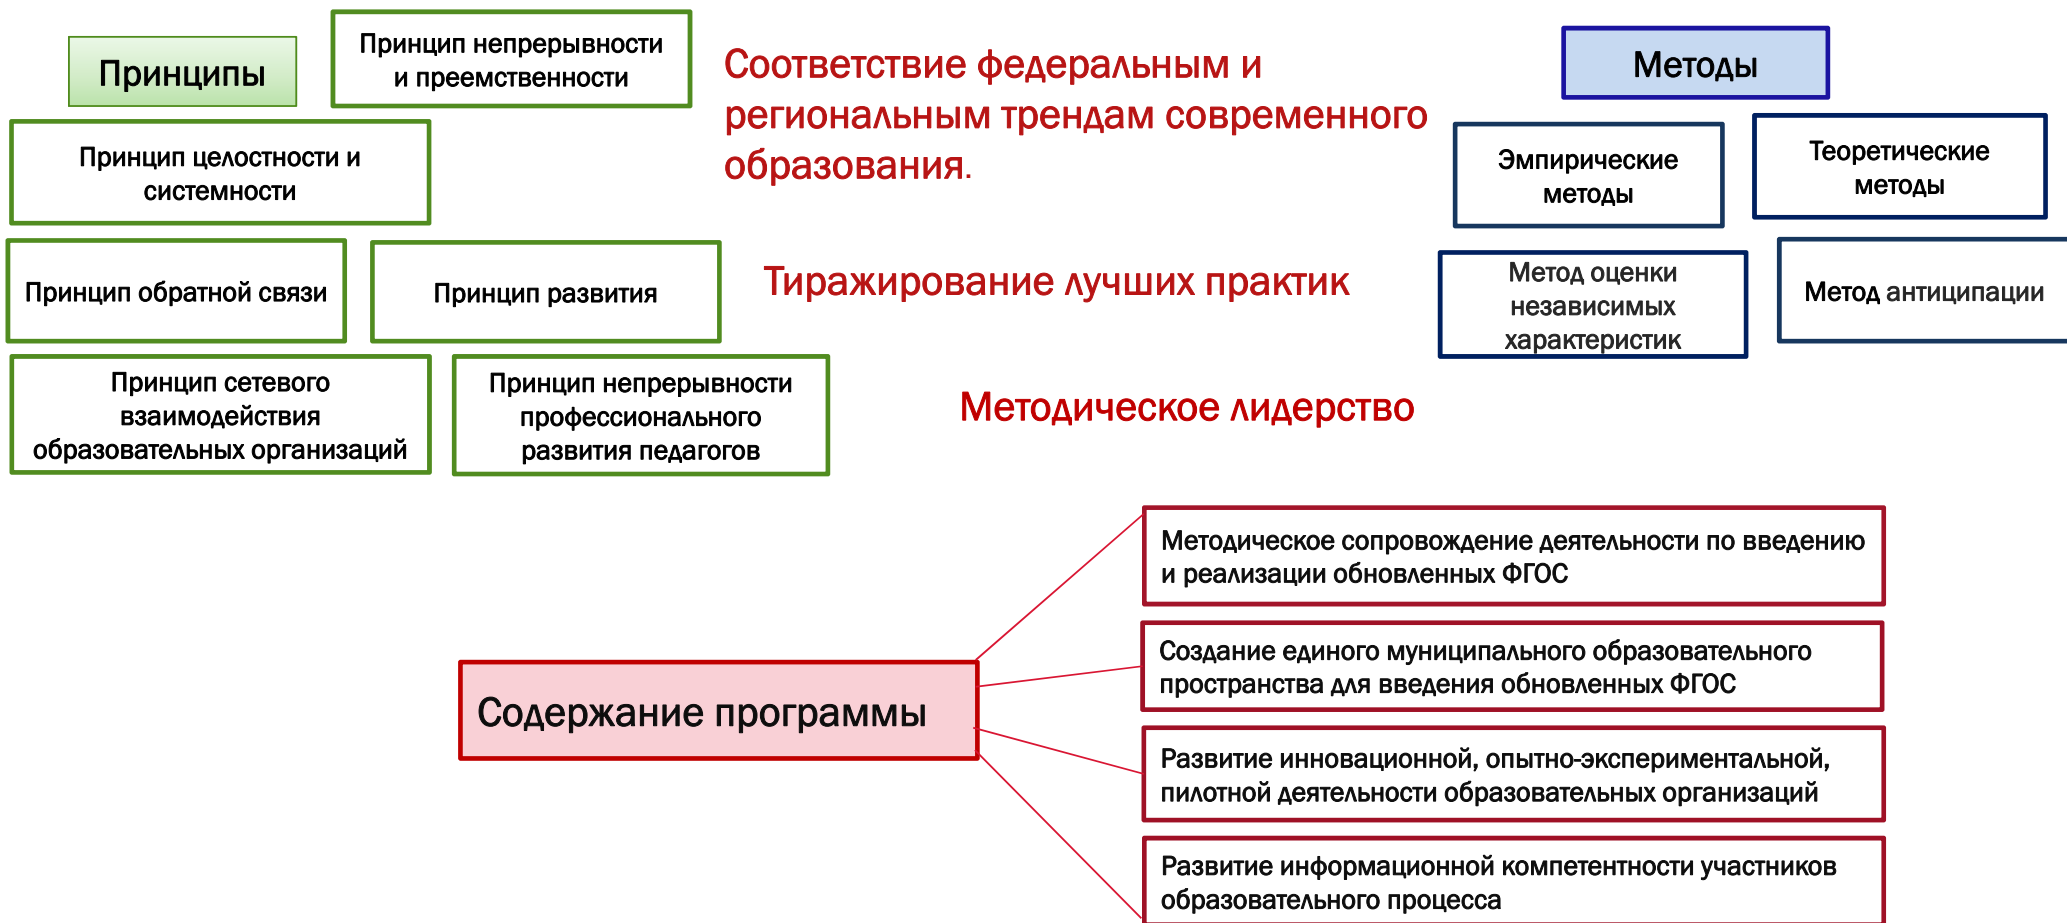 Принципы
Принцип непрерывности
и преемственности
Принцип целостности и
системности
Принцип обратной связи
Принцип развития
Принцип сетевого
взаимодействия
образовательных организаций
Принцип непрерывности
профессионального
развития педагогов
Соответствие федеральным и
региональным трендам современного
образования.
Тиражирование лучших практик
Методическое лидерство
Методы
Эмпирические
методы
Теоретические
методы
Метод оценки
независимых
характеристик
Метод антиципации
Содержание программы
Методическое сопровождение деятельности по введению
и реализации обновленных ФГОС
Создание единого муниципального образовательного
пространства для введения обновленных ФГОС
Развитие инновационной, опытно-экспериментальной,
пилотной деятельности образовательных организаций
Развитие информационной компетентности участников
образовательного процесса